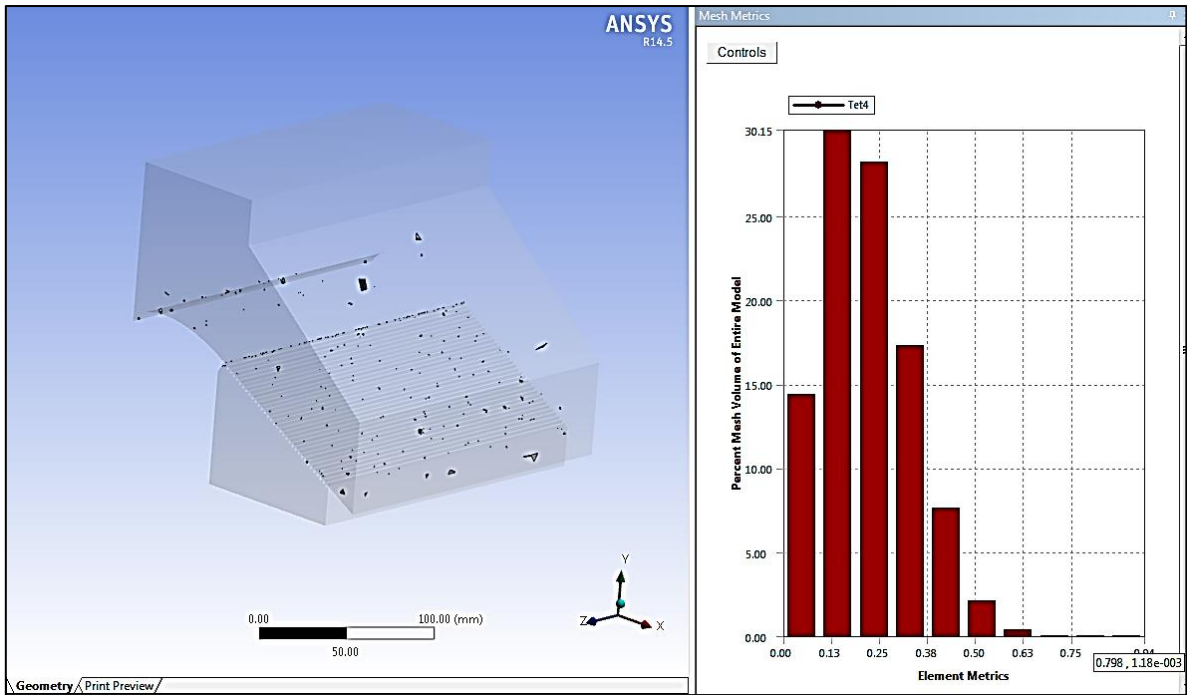 ANSYS
R14.5
0.00
100.00 (mm)
50.00
Y
Z
X
Geometry
Print Preview
Mesh Metrics
Controls
Tet4
30.15
25.00
20.00
15.00
10.00
5.00
0.00
Percent Mesh Volume of Entire Model
0.00 0.13 0.25 0.38 0.50 0.63 0.75
0.798 , 1.18e-003
Element Metrics